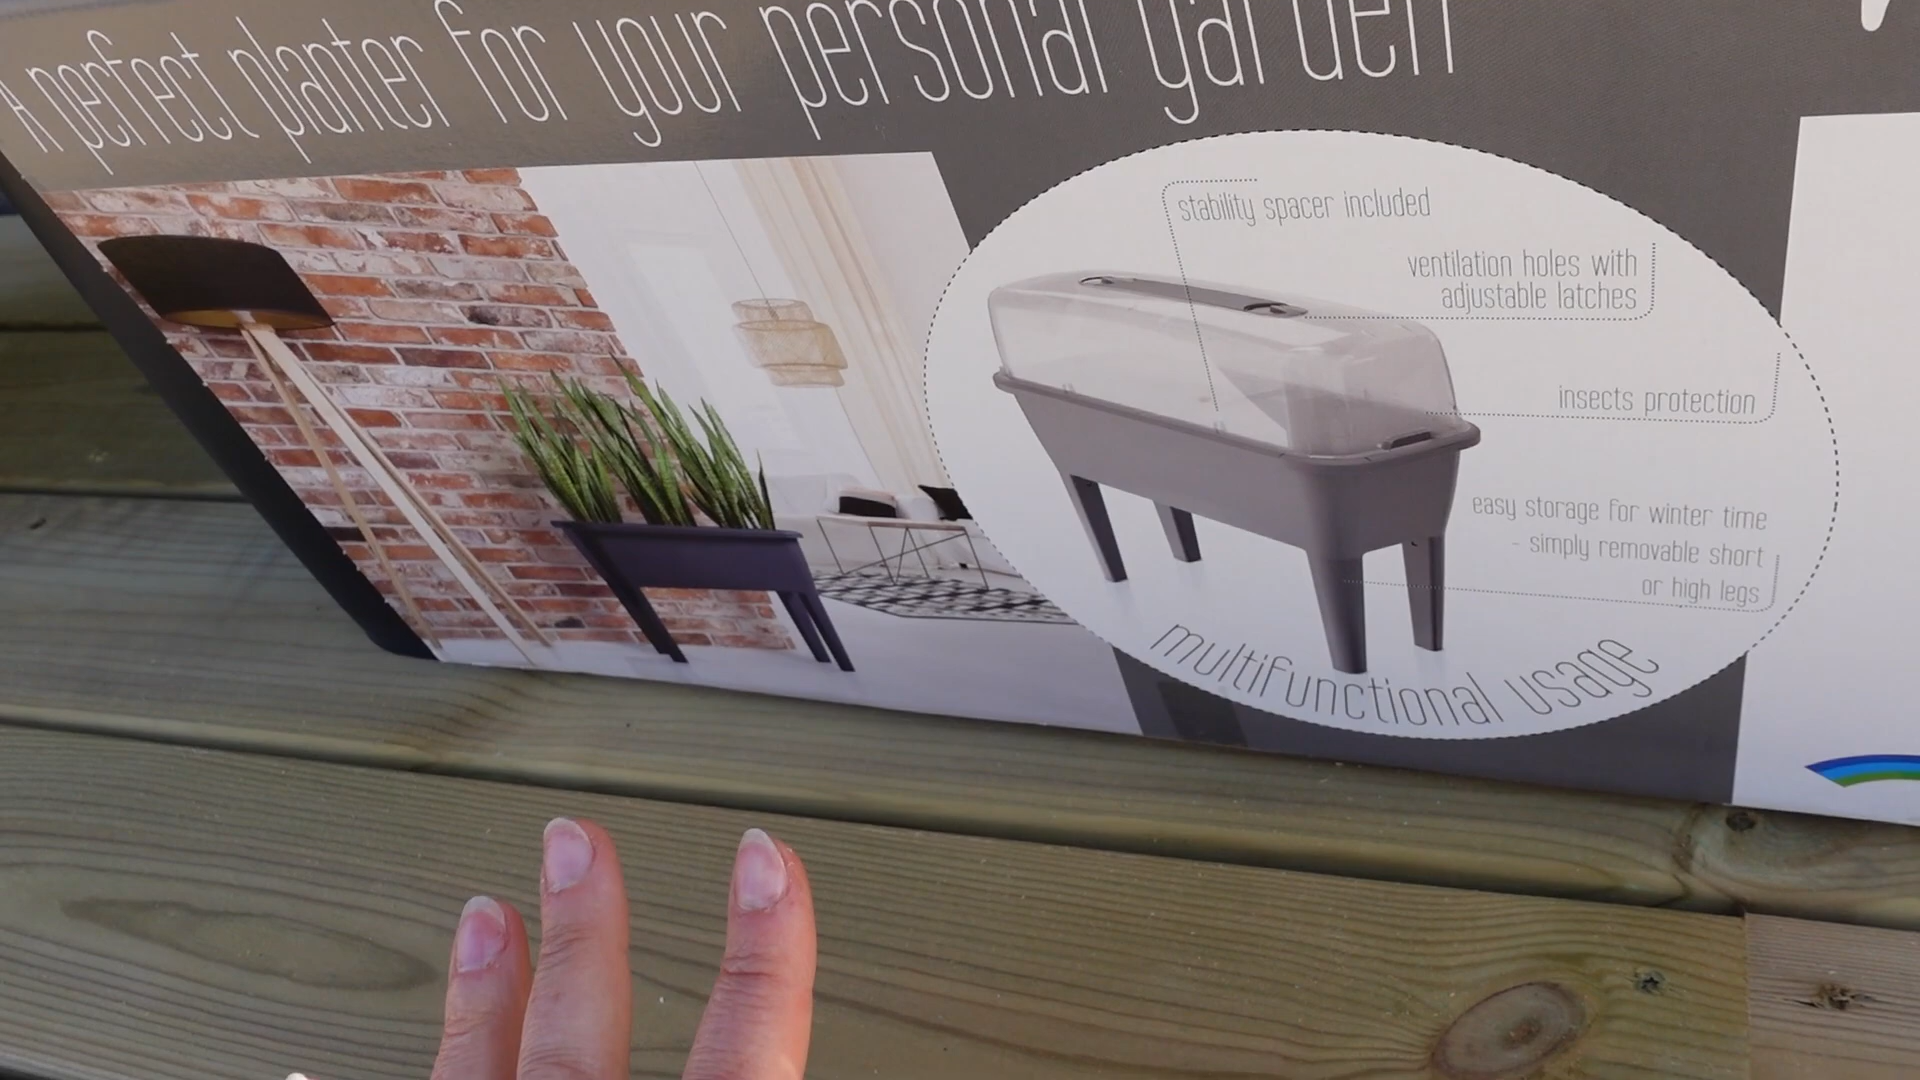 A perfect planter for your personal garden
stability spacer included
ventilation holes with
adjustable latches
insects protection
easy storage for winter time
- simply removable short
or high legs
multifunctional usage